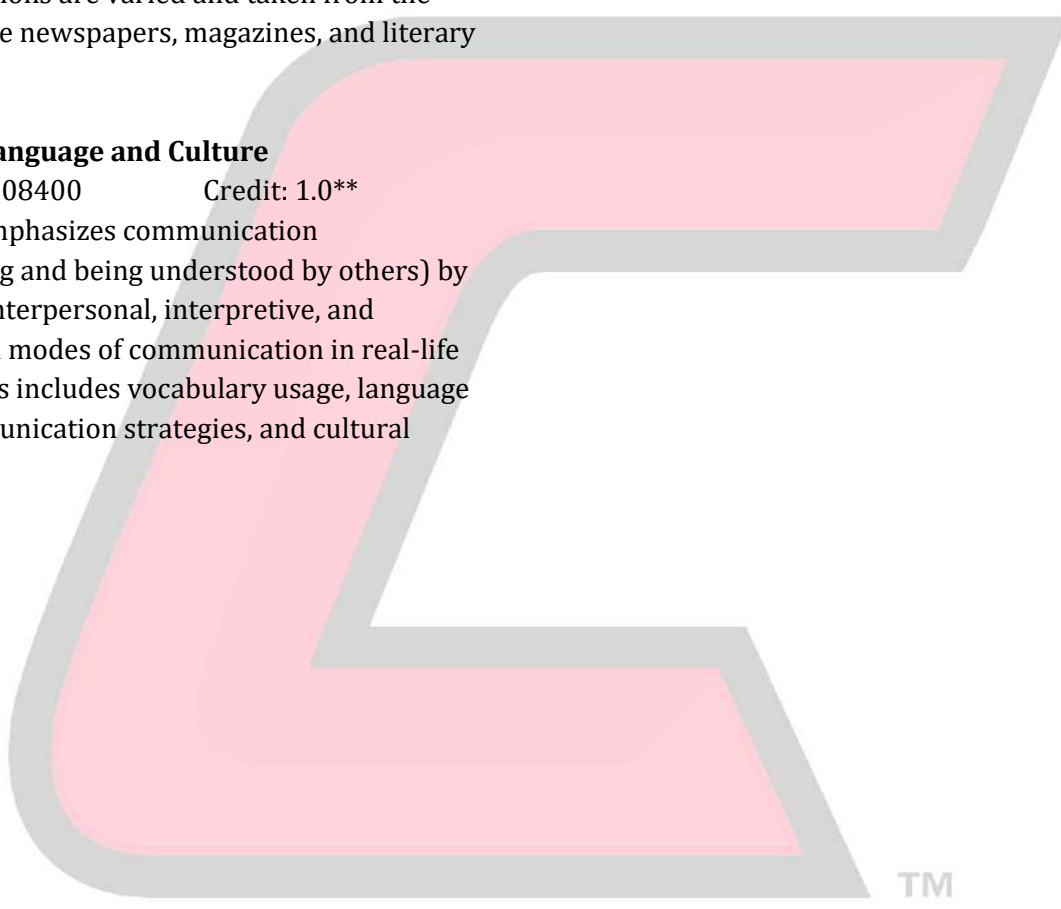 ions are varied and taken from the
e newspapers, magazines, and literary
anguage and Culture
08400 Credit: 1.0**
mphasizes communication
g and being understood by others) by
nterpersonal, interpretive, and
modes of communication in real-life
s includes vocabulary usage, language
unication strategies, and cultural
TM